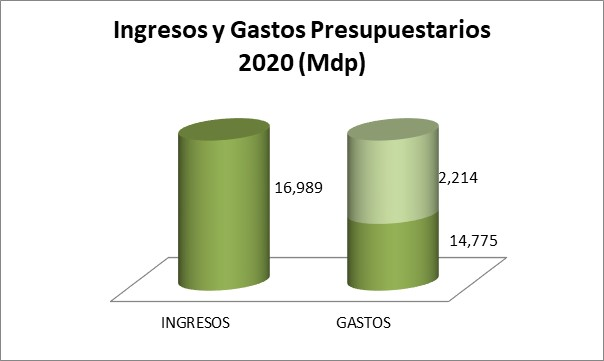 Ingresos y Gastos Presupuestarios
2020 (Mdp)
16,989
2,214
14,775
INGRESOS
GASTOS